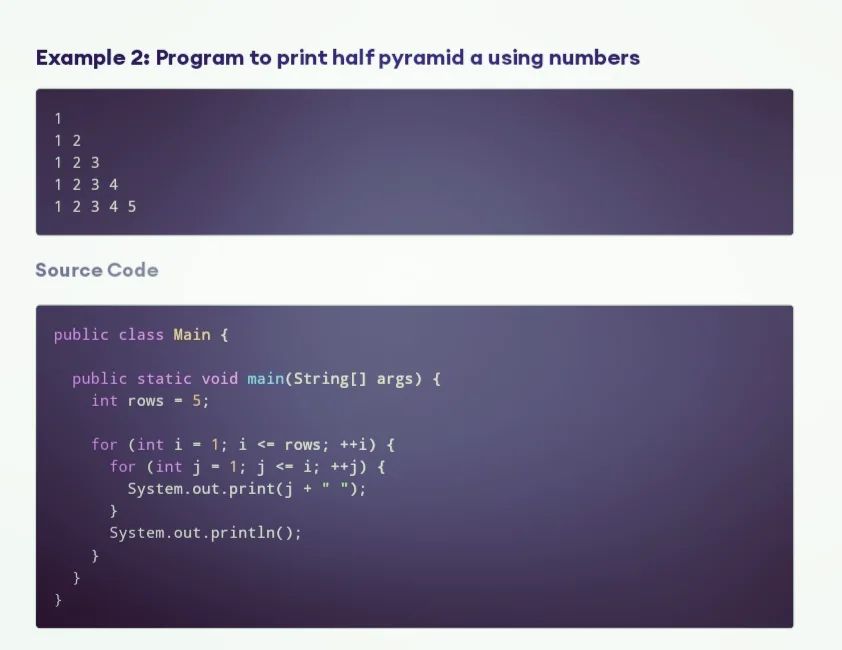 Example 2: Program to print half pyramid a using numbers
1
1 2
1 2 3
1 2 3 4
1 2 3 4 5
Source Code
public class Main {
  public static void main(String[] args) {
    int rows = 5;
    for (int i = 1; i <= rows; ++i) {
      for (int j = 1; j <= i; ++j) {
        System.out.print(j + " ");
      }
      System.out.println();
    }
  }
}